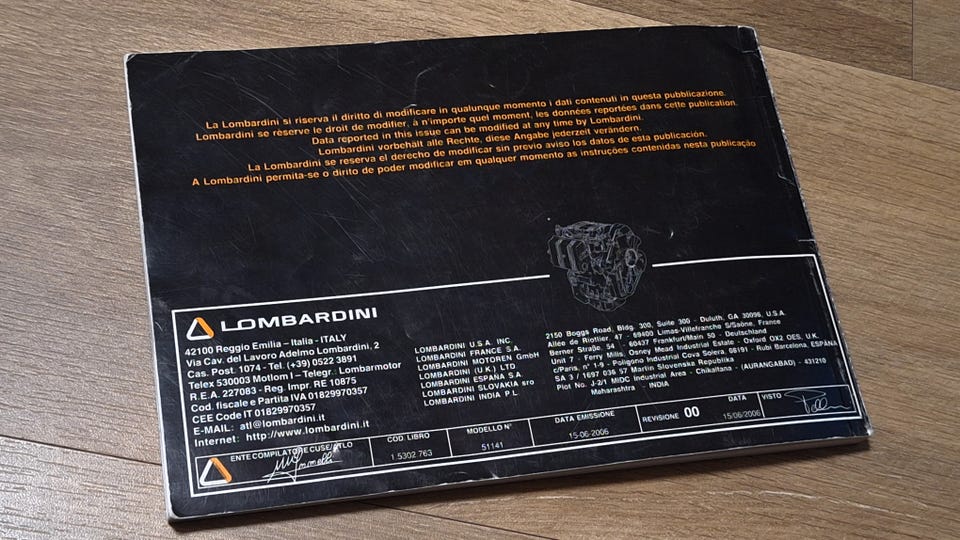 La Lombardini si riserva il diritto di modificare in qualunque momento i dati contenuti in questa pubblicazione.
Lombardini se réserve le droit de modifier, à n'importe quel moment, les données reportées dans cette publication.
Data reported in this issue can be modified at any time by Lombardini.
Lombardini vorbehält alle Rechte, diese Angabe jederzeit verändern.
La Lombardini se reserva el derecho de modificar sin previo aviso los datos de esta publicación.
A Lombardini permita-se o dirito de poder modificar em qualquer momento as instruções contenidas nesta publicação
LOMBARDINI
42100 Reggio Emilia – Italia - ITALY
Via Cav. del Lavoro Adelmo Lombardini, 2
Cas. Post. 1074 - Tel. (+39) 0522 3891
Telex 530003 Motlom I – Telegr.: Lombarmotor
R.E.A. 227083 - Reg. Impr. RE 10875
Cod. fiscale e Partita IVA 01829970357
CEE Code IT 01829970357
E-MAIL: atl@lombardini.it
Internet: http://www.lombardini.it
LOMBARDINI U.S.A. INC.
LOMBARDINI FRANCE S.A.
LOMBARDINI MOTOREN GmbH
LOMBARDINI (U.K.) LTD
LOMBARDINI ESPAÑA S.A.
LOMBARDINI SLOVAKIA sro
LOMBARDINI INDIA P.L.
2150 Boggs Road, Bldg. 300, Suite 300 - Duluth, GA 30096, U.S.A.
Allee de Riottier, 47 - 69400 Limas-Villefranche S/Saône, France
Berner Straße, 54 - 60437 Frankfurt/Main 50 - Deutschland
Unit 7 Ferry Mills, Osney Mead Industrial Estate - Oxford OX2 OES, U.K.
c/Paris, n° 1-9 Poligono Industrial Cova Solera, 08191 - Rubi Barcelona, ESPAÑA
SA 3 / 1697 036 57 Martin Slovenska Republika
Plot No. J-2/1 MIDC Industrial Area - Chikaitana - (AURANGABAD) - 431210
Maharashtra - INDIA
ENTE COMPILATORE CUSE/ATLO
COD. LIBRO
1.5302.763
MODELLO N°
51141
DATA EMISSIONE
15-06-2006
REVISIONE 00
DATA
15/06/2006
VISTO